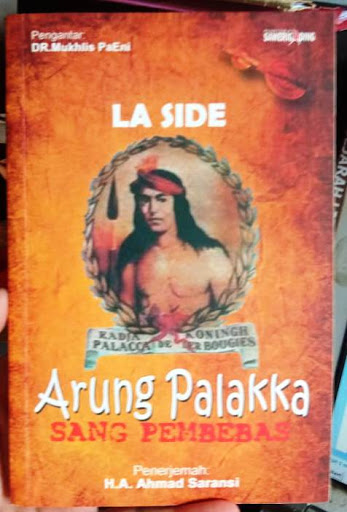 Pengantar:
DR.Mukhlis PaEni
LA SIDE
RADJA
PALACCA
DE KONINGH
DER BOUGIES
Arung Palakka
SANG PEMBEBAS
Penerjemah:
H.A. Ahmad Saransi